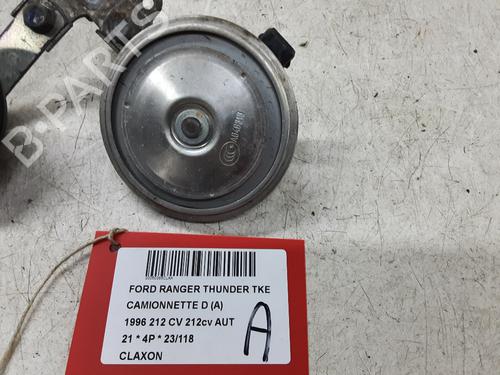 B-PARTS
FORD RANGER THUNDER TKE
CAMIONNETTE D (A)
1996 212 CV 212cv AUT
21 * 4P * 23/118
CLAXON
A